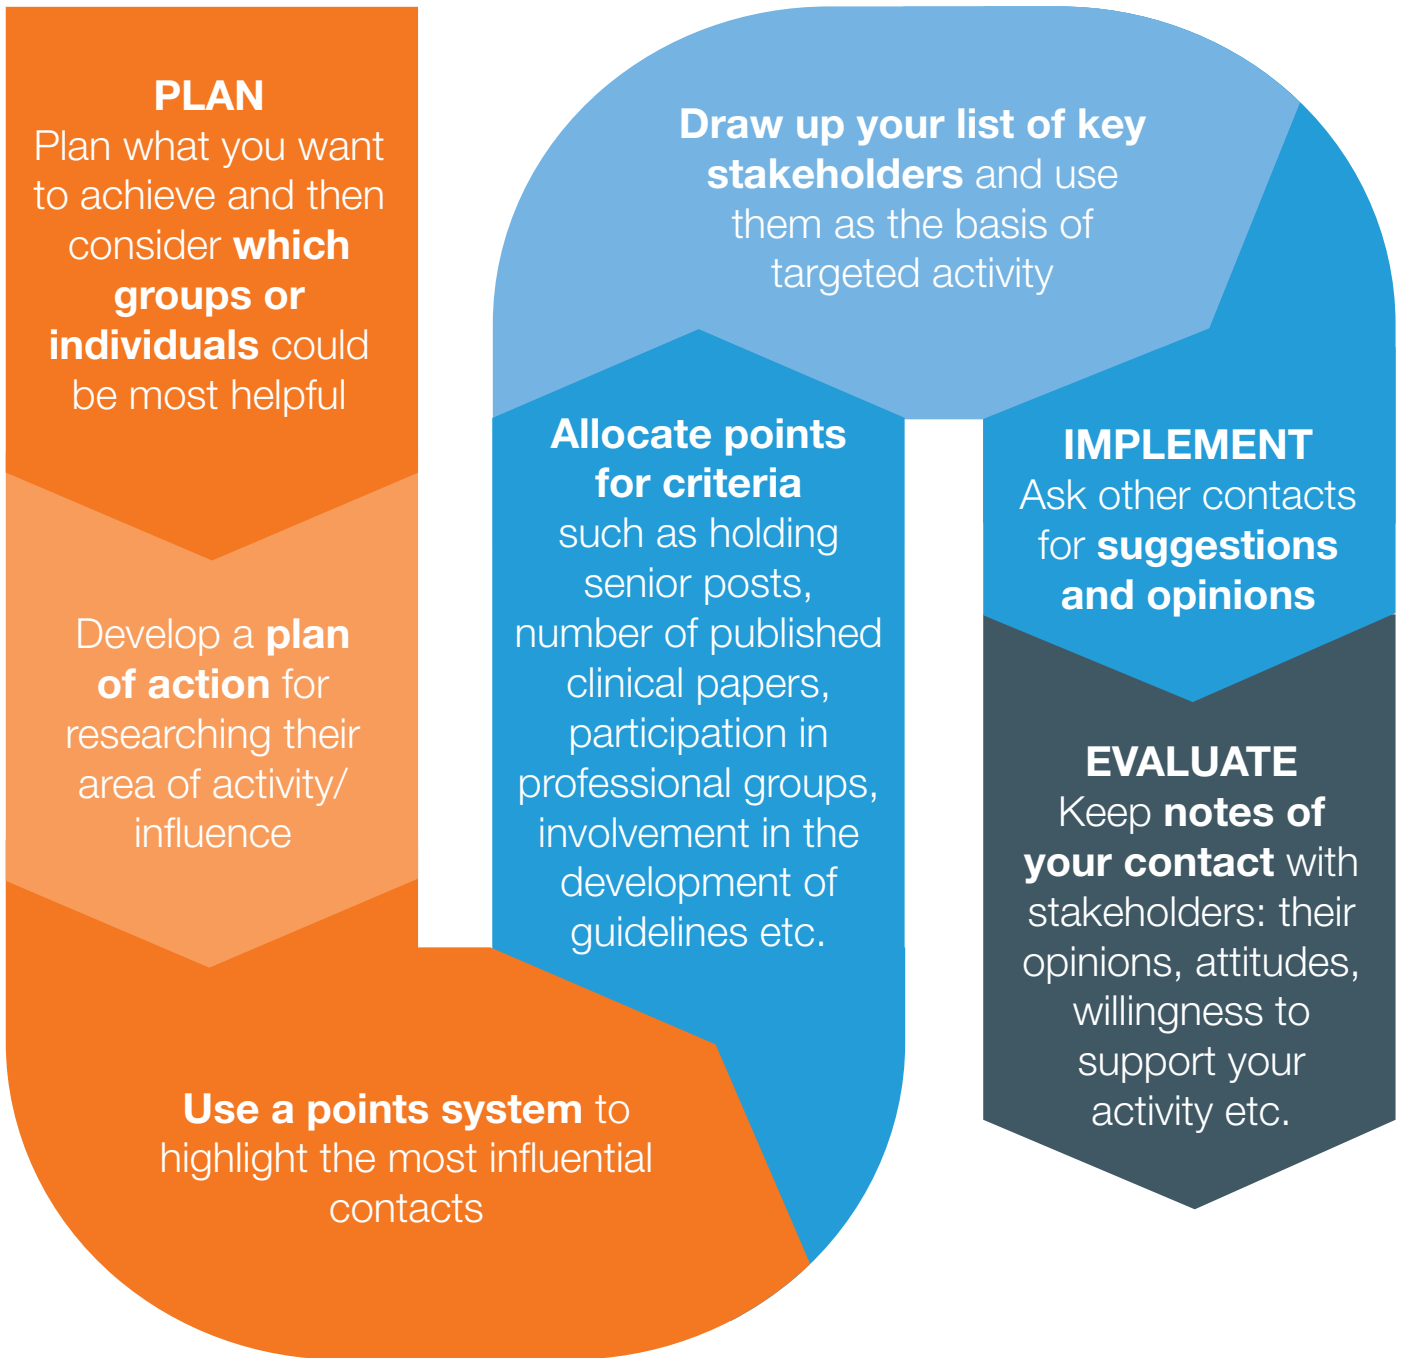 PLAN
Plan what you want
to achieve and then
consider which
groups or
individuals could
be most helpful
Develop a plan
of action for
researching their
area of activity/
influence
Use a points system to
highlight the most influential
contacts
Allocate points
for criteria
such as holding
senior posts,
number of published
clinical papers,
participation in
professional groups,
involvement in the
development of
guidelines etc.
Draw up your list of key
stakeholders and use
them as the basis of
targeted activity
IMPLEMENT
Ask other contacts
for suggestions
and opinions
EVALUATE
Keep notes of
your contact with
stakeholders: their
opinions, attitudes,
willingness to
support your
activity etc.